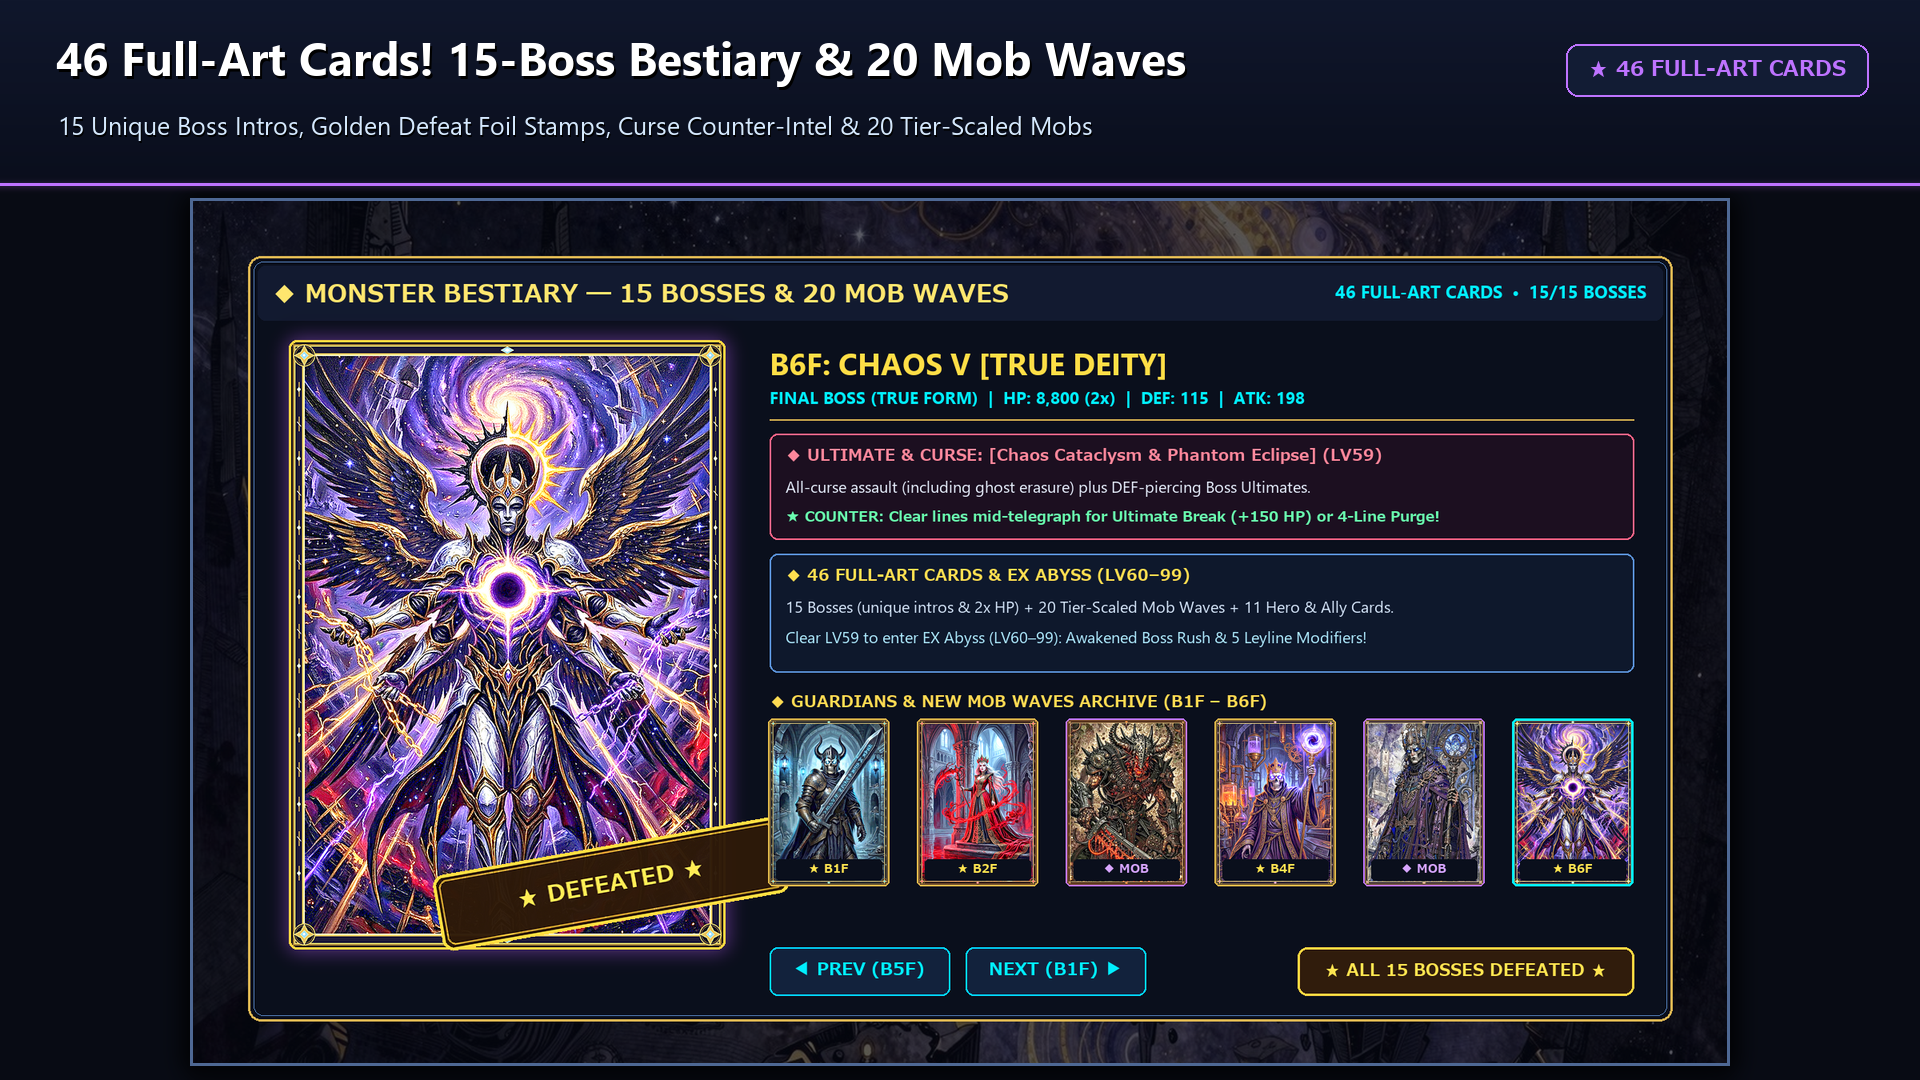 46 Full-Art Cards! 15-Boss Bestiary & 20 Mob Waves
★ 46 FULL-ART CARDS
15 Unique Boss Intros, Golden Defeat Foil Stamps, Curse Counter-Intel & 20 Tier-Scaled Mobs
◆ MONSTER BESTIARY — 15 BOSSES & 20 MOB WAVES
46 FULL-ART CARDS • 15/15 BOSSES
B6F: CHAOS V [TRUE DEITY]
FINAL BOSS (TRUE FORM) | HP: 8,800 (2x) | DEF: 115 | ATK: 198
◆ ULTIMATE & CURSE: [Chaos Cataclysm & Phantom Eclipse] (LV59)
All-curse assault (including ghost erasure) plus DEF-piercing Boss Ultimates.
★ COUNTER: Clear lines mid-telegraph for Ultimate Break (+150 HP) or 4-Line Purge!
◆ 46 FULL-ART CARDS & EX ABYSS (LV60–99)
15 Bosses (unique intros & 2x HP) + 20 Tier-Scaled Mob Waves + 11 Hero & Ally Cards.
Clear LV59 to enter EX Abyss (LV60–99): Awakened Boss Rush & 5 Leyline Modifiers!
◆ GUARDIANS & NEW MOB WAVES ARCHIVE (B1F – B6F)
★ B1F
★ B2F
◆ MOB
★ B4F
◆ MOB
★ B6F
★ DEFEATED ★
◀ PREV (B5F)
NEXT (B1F) ▶
★ ALL 15 BOSSES DEFEATED ★